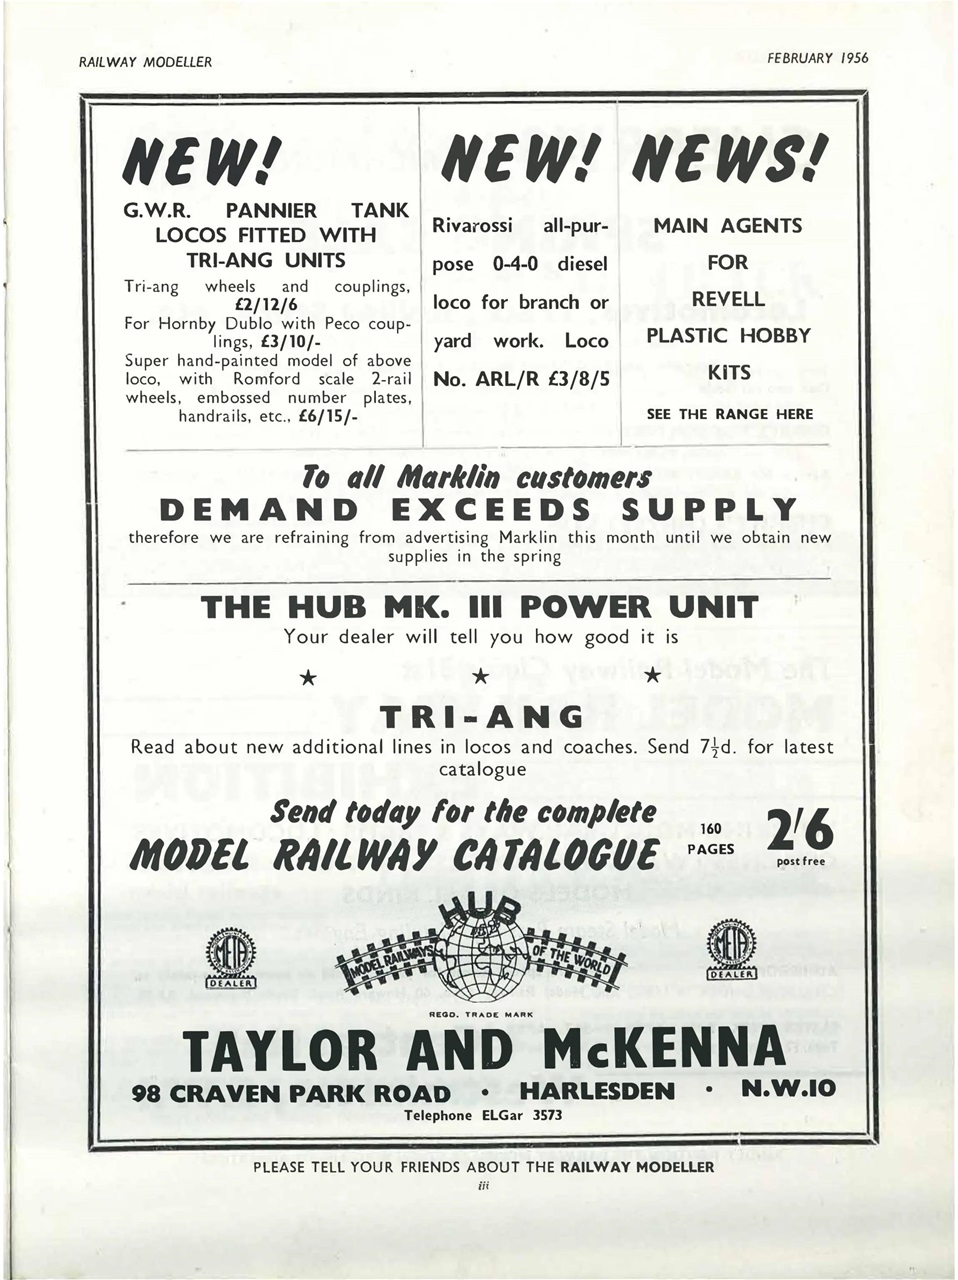 RAILWAY MODELLER
FEBRUARY 1956
NEW!
G.W.R. PANNIER TANK
LOCOS FITTED WITH
TRI-ANG UNITS
Tri-ang wheels and couplings,
£2/12/6
For Hornby Dublo with Peco coup-
lings, £3/10/-
Super hand-painted model of above
loco, with Romford scale 2-rail
wheels, embossed number plates,
handrails, etc., £6/15/-
NEW!
Rivarossi all-pur-
pose 0-4-0 diesel
loco for branch or
yard work. Loco
No. ARL/R £3/8/5
NEWS!
MAIN AGENTS
FOR
REVELL
PLASTIC HOBBY
KITS
SEE THE RANGE HERE
To all Marklin customers
DEMAND EXCEEDS SUPPLY
therefore we are refraining from advertising Marklin this month until we obtain new
supplies in the spring
THE HUB MK. III POWER UNIT
Your dealer will tell you how good it is
TRI-ANG
Read about new additional lines in locos and coaches. Send 7½d. for latest
catalogue
Send today for the complete
MODEL RAILWAY CATALOGUE
160
PAGES
2'6
post free
META
DEALER
HUB
MODEL RAILWAYS
OF THE WORLD
REGD. TRADE MARK
META
DEALER
TAYLOR AND McKENNA
98 CRAVEN PARK ROAD · HARLESDEN · N.W.10
Telephone ELGar 3573
PLEASE TELL YOUR FRIENDS ABOUT THE RAILWAY MODELLER
iii